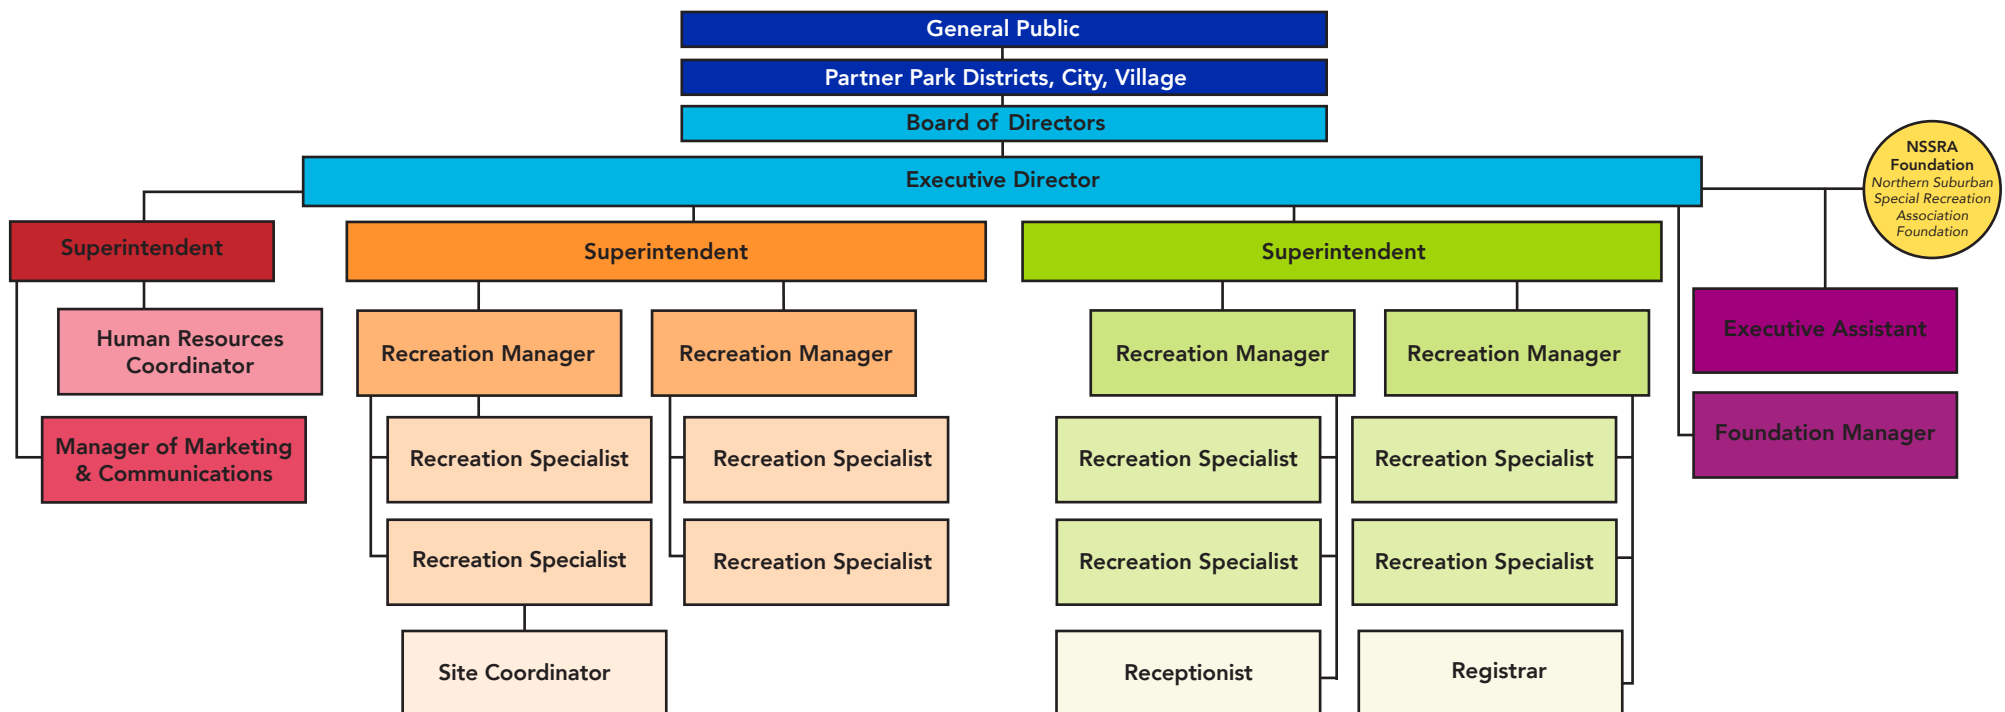 General Public
Partner Park Districts, City, Village
Board of Directors
Executive Director
NSSRA
Foundation
Northern Suburban
Special Recreation
Association
Foundation
Superintendent
Superintendent
Superintendent
Human Resources
Coordinator
Manager of Marketing
& Communications
Recreation Manager
Recreation Manager
Recreation Specialist
Recreation Specialist
Recreation Specialist
Recreation Specialist
Site Coordinator
Recreation Manager
Recreation Manager
Recreation Specialist
Recreation Specialist
Recreation Specialist
Recreation Specialist
Receptionist
Registrar
Executive Assistant
Foundation Manager